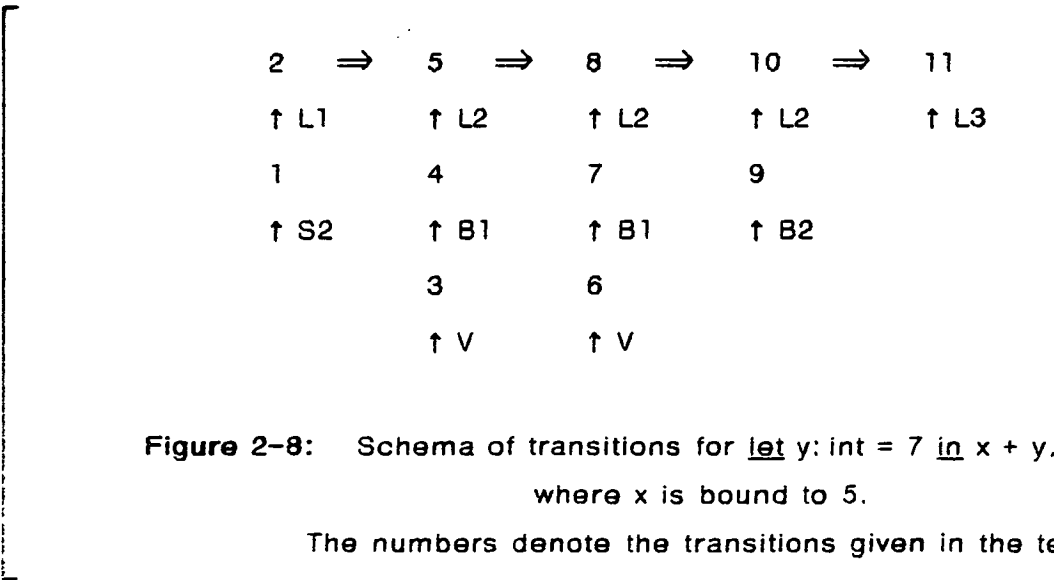 2 ⇒ 5 ⇒ 8 ⇒ 10 ⇒ 11
↑ L1 ↑ L2 ↑ L2 ↑ L2 ↑ L3
1 4 7 9
↑ S2 ↑ B1 ↑ B1 ↑ B2
3 6
↑ V ↑ V
Figure 2-8: Schema of transitions for let y: int = 7 in x + y,
where x is bound to 5.
The numbers denote the transitions given in the